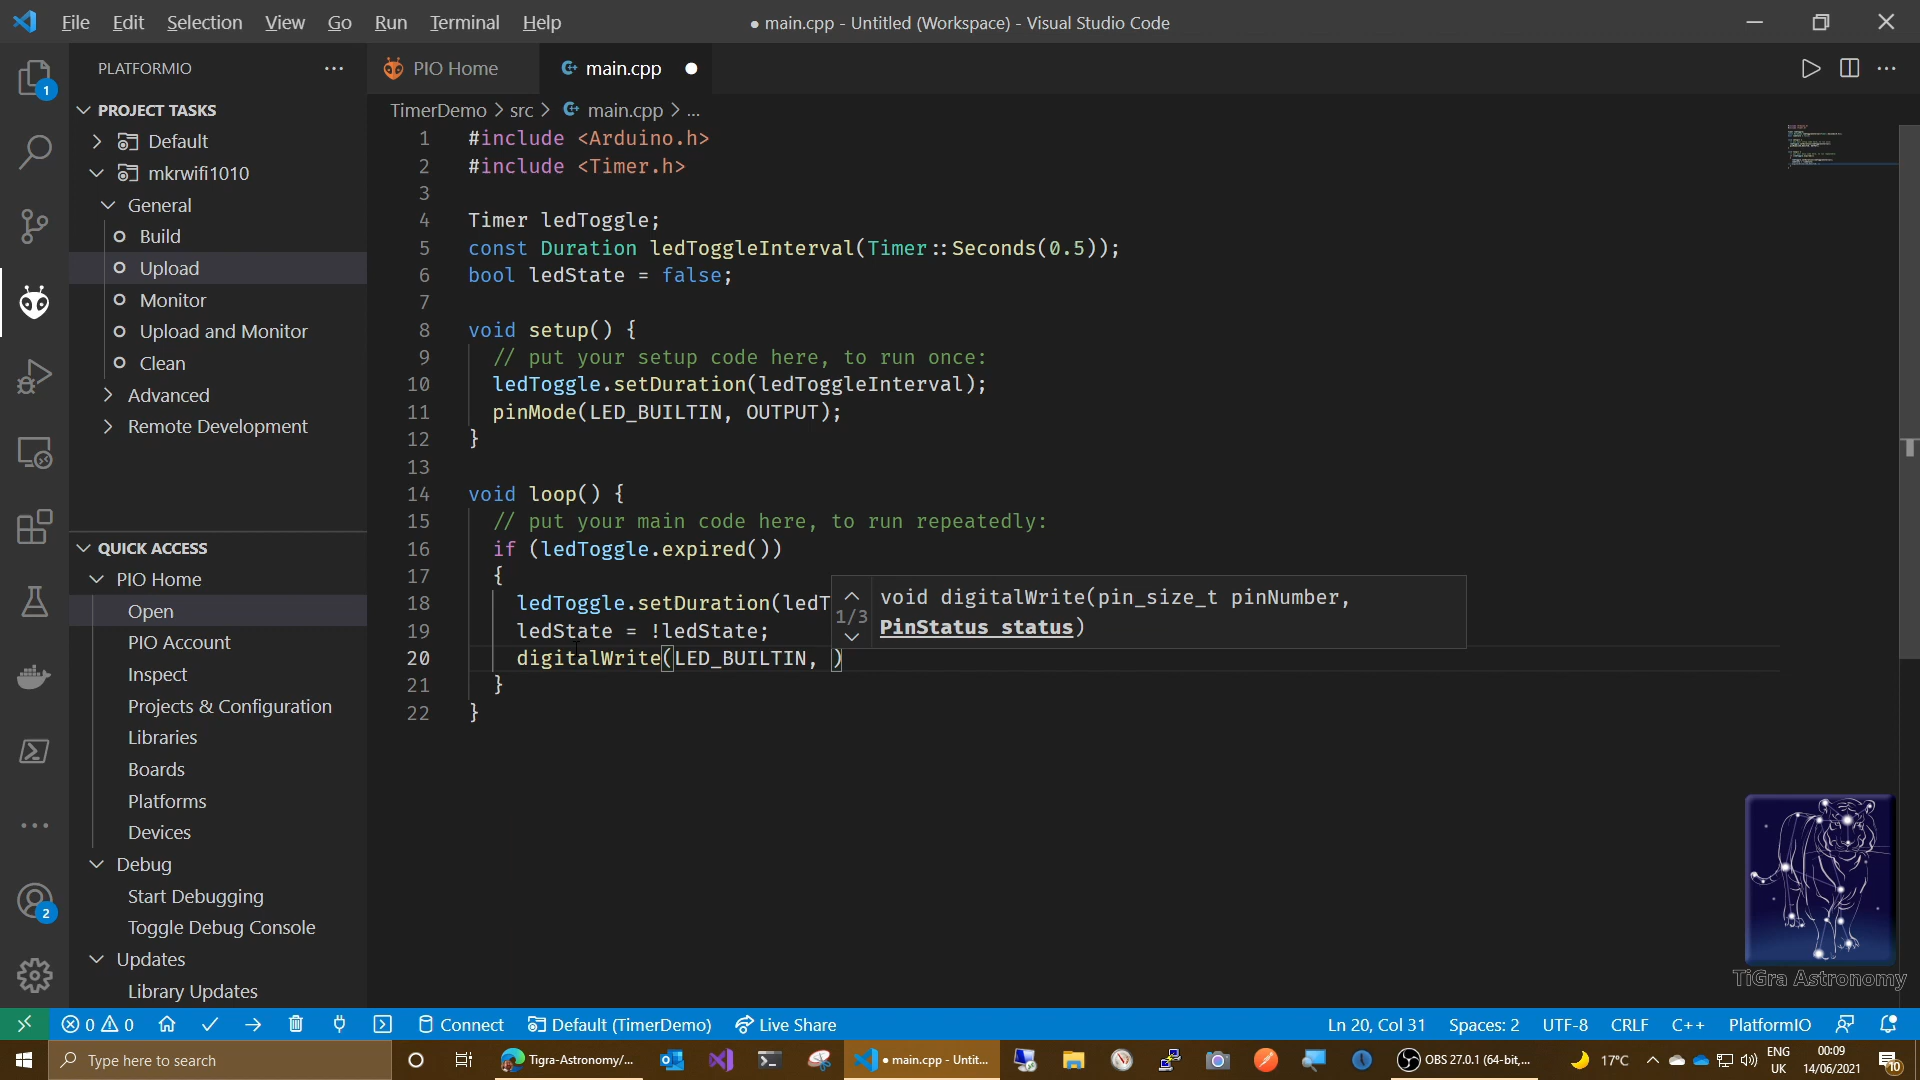 File Edit Selection View Go Run Terminal Help
● main.cpp - Untitled (Workspace) - Visual Studio Code
PLATFORMIO
PIO Home
main.cpp
1
PROJECT TASKS
Default
mkrwifi1010
General
Build
Upload
Monitor
Upload and Monitor
Clean
Advanced
Remote Development
QUICK ACCESS
PIO Home
Open
PIO Account
Inspect
Projects & Configuration
Libraries
Boards
Platforms
Devices
Debug
Start Debugging
Toggle Debug Console
Updates
Library Updates
2
TimerDemo > src > main.cpp > ...
1 #include <Arduino.h>
2 #include <Timer.h>
3
4 Timer ledToggle;
5 const Duration ledToggleInterval(Timer::Seconds(0.5));
6 bool ledState = false;
7
8 void setup() {
9 // put your setup code here, to run once:
10 ledToggle.setDuration(ledToggleInterval);
11 pinMode(LED_BUILTIN, OUTPUT);
12 }
13
14 void loop() {
15 // put your main code here, to run repeatedly:
16 if (ledToggle.expired())
17 {
18 ledToggle.setDuration(ledT
19 ledState = !ledState;
20 digitalWrite(LED_BUILTIN, )
21 }
22 }
1/3
void digitalWrite(pin_size_t pinNumber,
PinStatus status)
TiGra Astronomy
0 0
Connect
Default (TimerDemo)
Live Share
Ln 20, Col 31
Spaces: 2
UTF-8
CRLF
C++
PlatformIO
Type here to search
Tigra-Astronomy/...
● main.cpp - Untit...
OBS 27.0.1 (64-bit,...
17°C
ENG
UK
00:09
14/06/2021
10